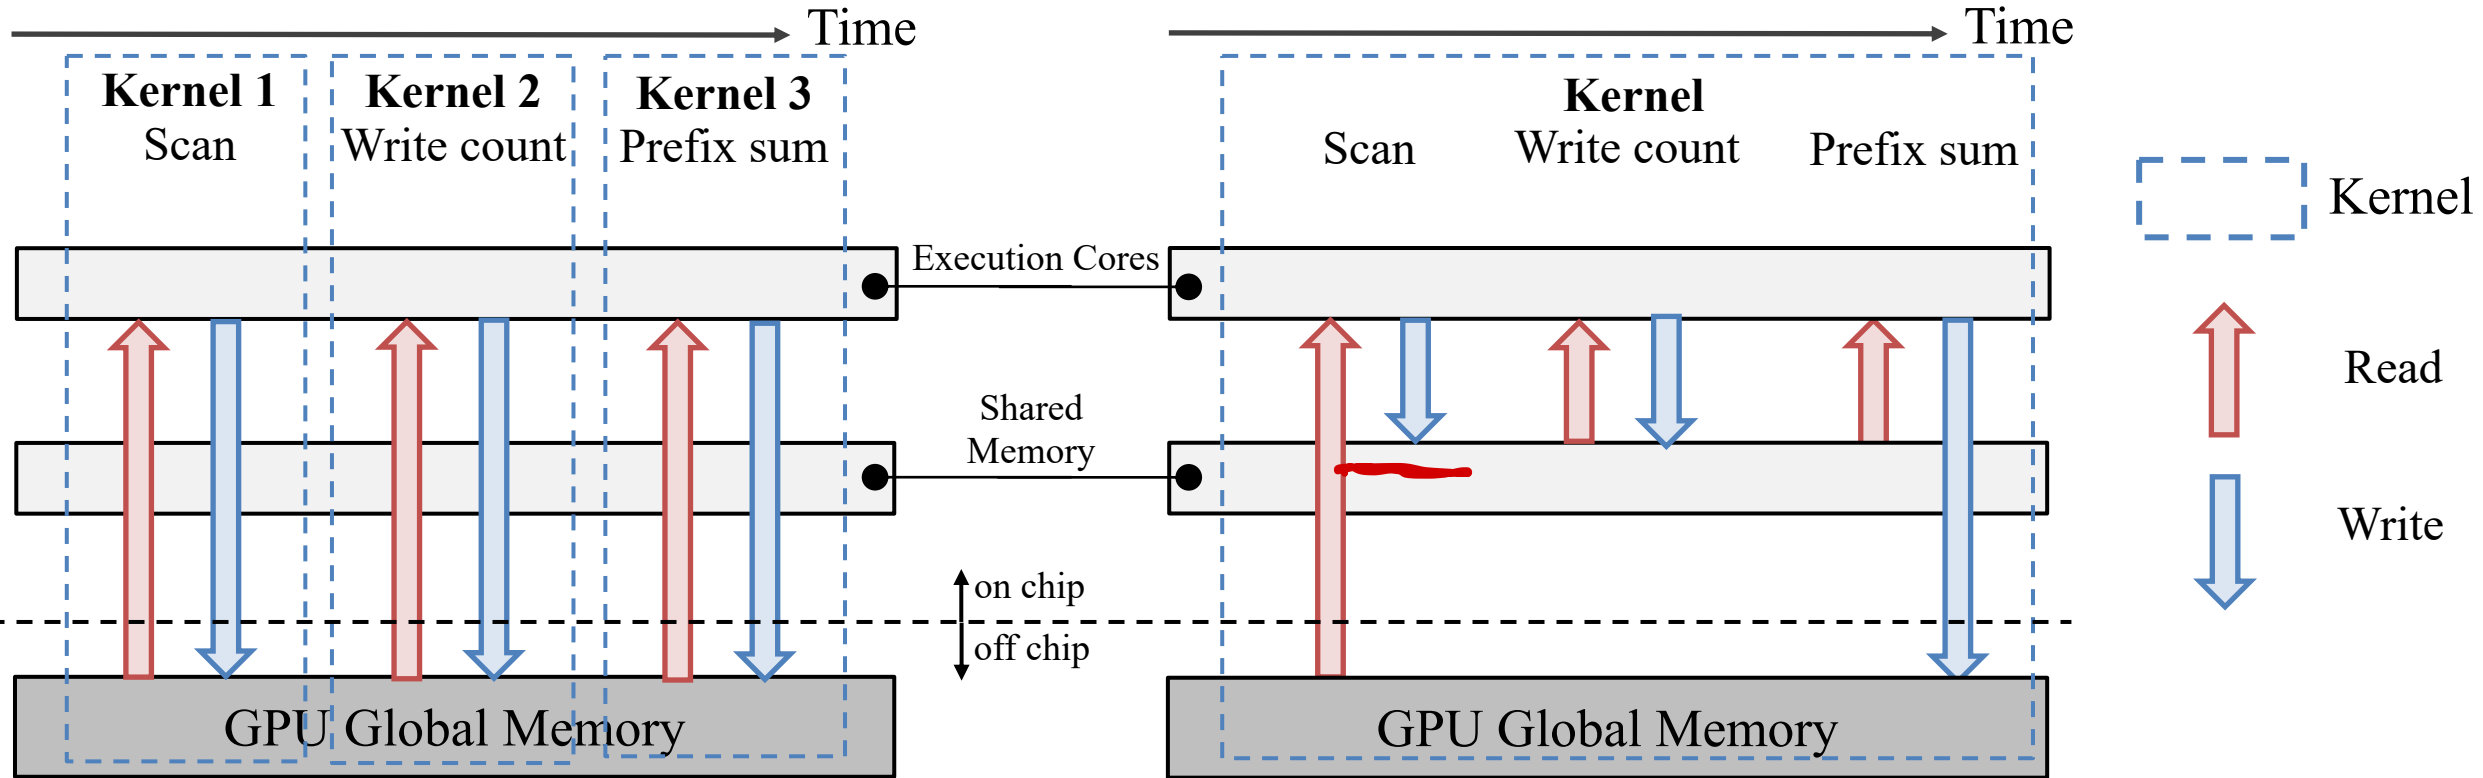 Time
Time
Kernel 1
Scan
Kernel 2
Write count
Kernel 3
Prefix sum
Kernel
Scan
Write count
Prefix sum
Kernel
Execution Cores
Read
Shared
Memory
Write
on chip
off chip
GPU Global Memory
GPU Global Memory